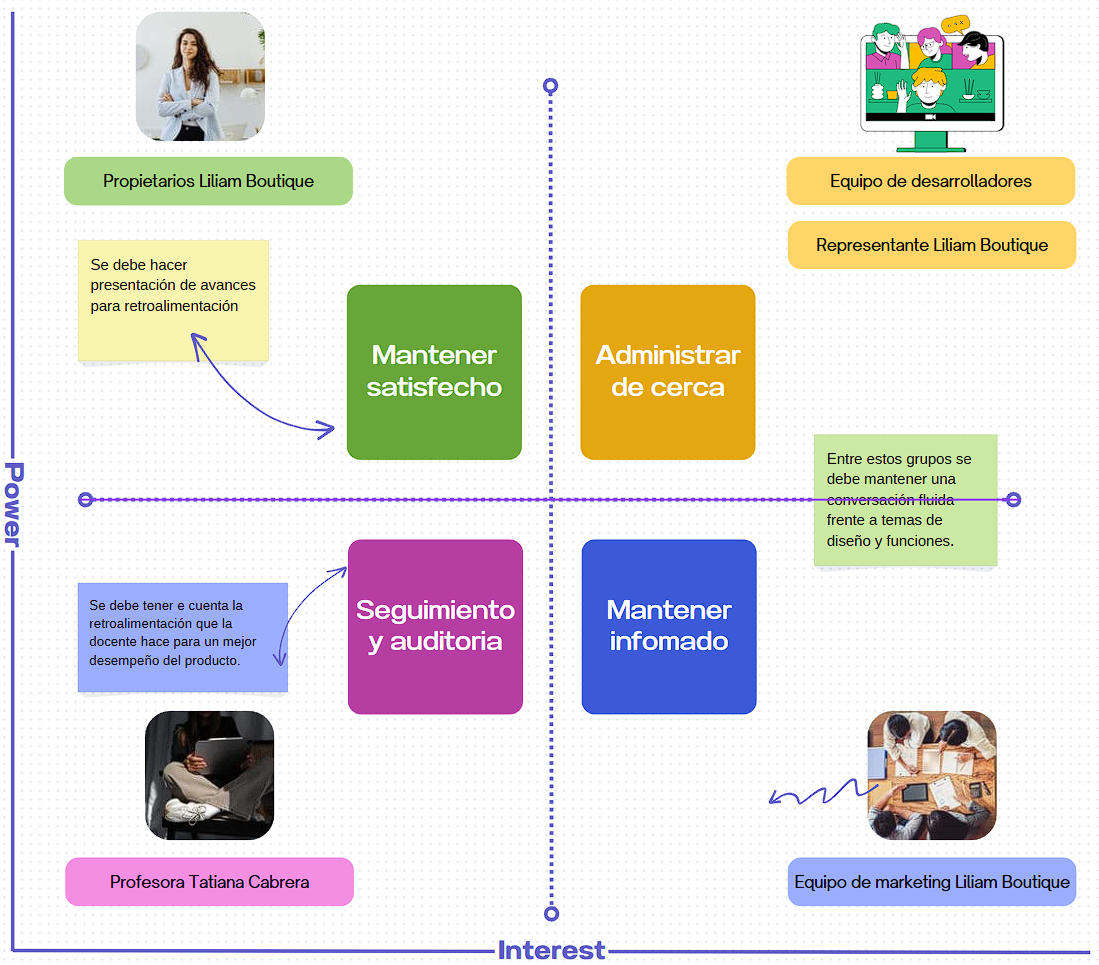 Propietarios Liliam Boutique
Equipo de desarrolladores
Representante Liliam Boutique
Se debe hacer
presentación de avances
para retroalimentación
Mantener
satisfecho
Administrar
de cerca
Entre estos grupos se
debe mantener una
conversación fluida
frente a temas de
diseño y funciones.
Power
Seguimiento
y auditoria
Mantener
infomado
Se debe tener e cuenta la
retroalimentación que la
docente hace para un mejor
desempeño del producto.
Profesora Tatiana Cabrera
Equipo de marketing Liliam Boutique
Interest